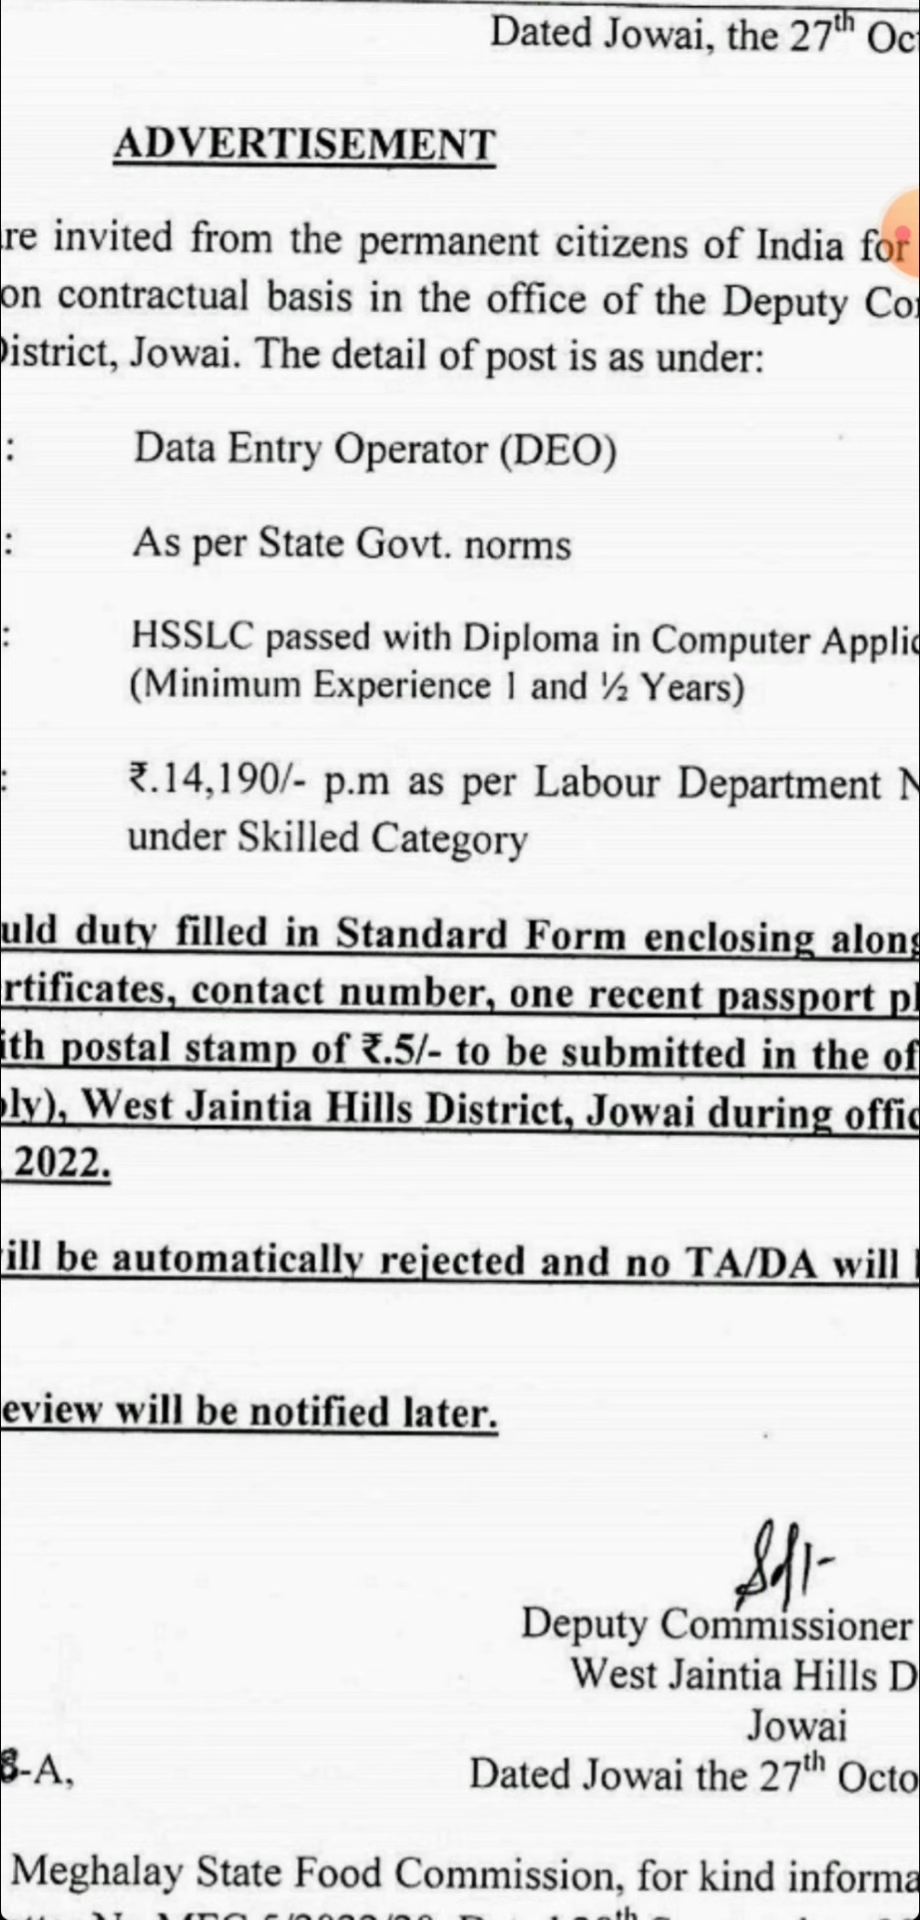 Dated Jowai, the 27th Oc
ADVERTISEMENT
re invited from the permanent citizens of India for
on contractual basis in the office of the Deputy Co
District, Jowai. The detail of post is as under:
: Data Entry Operator (DEO)
: As per State Govt. norms
: HSSLC passed with Diploma in Computer Applic
(Minimum Experience 1 and ½ Years)
: ₹.14,190/- p.m as per Labour Department N
under Skilled Category
uld duty filled in Standard Form enclosing along
rtificates, contact number, one recent passport pl
ith postal stamp of ₹.5/- to be submitted in the of
ly), West Jaintia Hills District, Jowai during offic
2022.
ill be automatically rejected and no TA/DA will
eview will be notified later.
Sd/-
Deputy Commissioner
West Jaintia Hills D
Jowai
8-A, Dated Jowai the 27th Octo
Meghalay State Food Commission, for kind informa